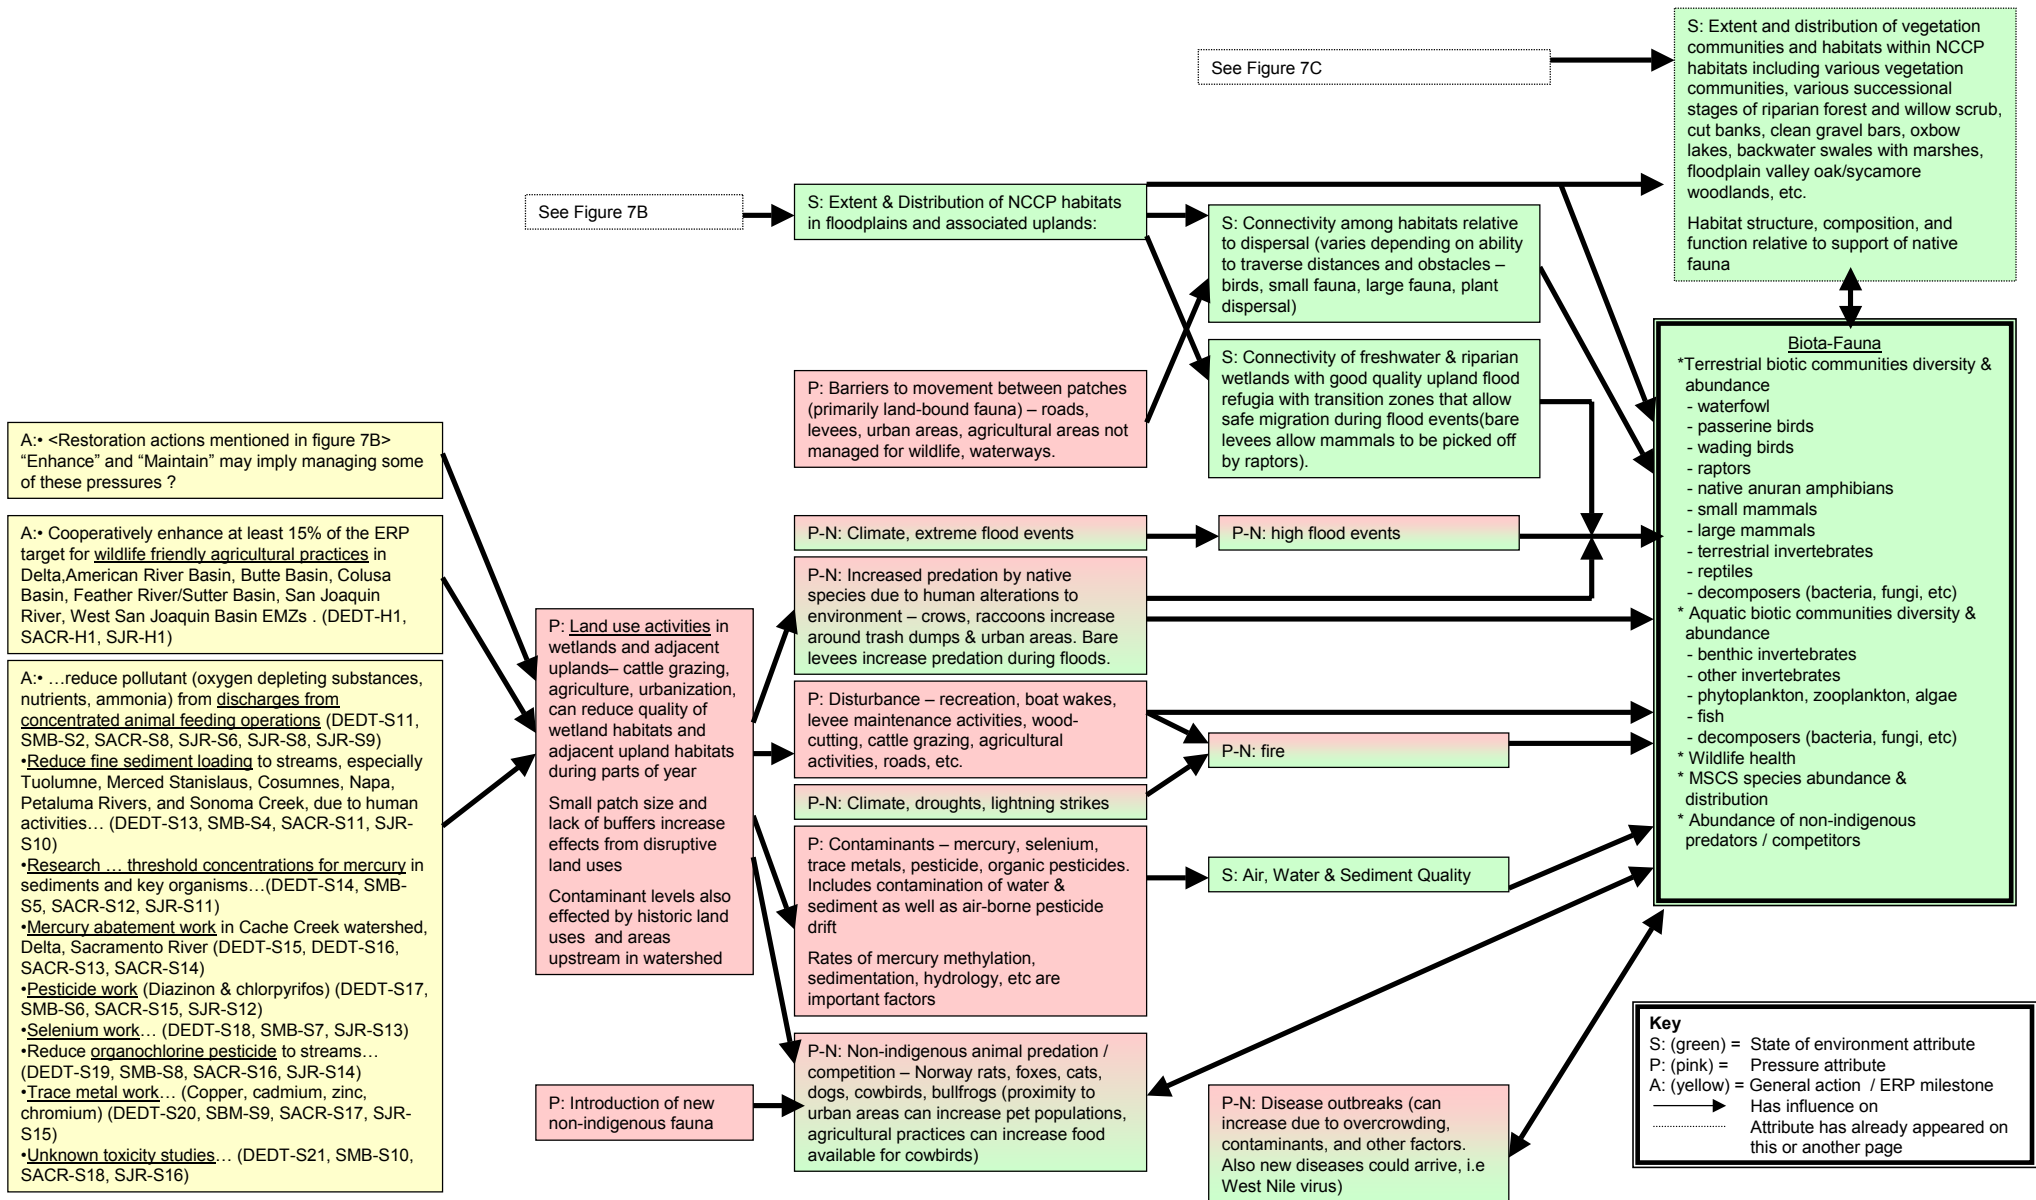 See Figure 7C
S: Extent and distribution of vegetation
communities and habitats within NCCP
habitats including various vegetation
communities, various successional
stages of riparian forest and willow scrub,
cut banks, clean gravel bars, oxbow
lakes, backwater swales with marshes,
floodplain valley oak/sycamore
woodlands, etc.
Habitat structure, composition, and
function relative to support of native
fauna
See Figure 7B
S: Extent & Distribution of NCCP habitats
in floodplains and associated uplands:
S: Connectivity among habitats relative
to dispersal (varies depending on ability
to traverse distances and obstacles –
birds, small fauna, large fauna, plant
dispersal)
S: Connectivity of freshwater & riparian
wetlands with good quality upland flood
refugia with transition zones that allow
safe migration during flood events(bare
levees allow mammals to be picked off
by raptors).
P: Barriers to movement between patches
(primarily land-bound fauna) – roads,
levees, urban areas, agricultural areas not
managed for wildlife, waterways.
A:• <Restoration actions mentioned in figure 7B>
“Enhance” and “Maintain” may imply managing some
of these pressures ?
A:• Cooperatively enhance at least 15% of the ERP
target for wildlife friendly agricultural practices in
Delta,American River Basin, Butte Basin, Colusa
Basin, Feather River/Sutter Basin, San Joaquin
River, West San Joaquin Basin EMZs . (DEDT-H1,
SACR-H1, SJR-H1)
A:• …reduce pollutant (oxygen depleting substances,
nutrients, ammonia) from discharges from
concentrated animal feeding operations (DEDT-S11,
SMB-S2, SACR-S8, SJR-S6, SJR-S8, SJR-S9)
•Reduce fine sediment loading to streams, especially
Tuolumne, Merced Stanislaus, Cosumnes, Napa,
Petaluma Rivers, and Sonoma Creek, due to human
activities… (DEDT-S13, SMB-S4, SACR-S11, SJR-
S10)
•Research … threshold concentrations for mercury in
sediments and key organisms…(DEDT-S14, SMB-
S5, SACR-S12, SJR-S11)
•Mercury abatement work in Cache Creek watershed,
Delta, Sacramento River (DEDT-S15, DEDT-S16,
SACR-S13, SACR-S14)
•Pesticide work (Diazinon & chlorpyrifos) (DEDT-S17,
SMB-S6, SACR-S15, SJR-S12)
•Selenium work… (DEDT-S18, SMB-S7, SJR-S13)
•Reduce organochlorine pesticide to streams…
(DEDT-S19, SMB-S8, SACR-S16, SJR-S14)
•Trace metal work… (Copper, cadmium, zinc,
chromium) (DEDT-S20, SBM-S9, SACR-S17, SJR-
S15)
•Unknown toxicity studies… (DEDT-S21, SMB-S10,
SACR-S18, SJR-S16)
P: Land use activities in
wetlands and adjacent
uplands– cattle grazing,
agriculture, urbanization,
can reduce quality of
wetland habitats and
adjacent upland habitats
during parts of year
Small patch size and
lack of buffers increase
effects from disruptive
land uses
Contaminant levels also
effected by historic land
uses and areas
upstream in watershed
P: Introduction of new
non-indigenous fauna
P-N: Climate, extreme flood events
P-N: high flood events
P-N: Increased predation by native
species due to human alterations to
environment – crows, raccoons increase
around trash dumps & urban areas. Bare
levees increase predation during floods.
P: Disturbance – recreation, boat wakes,
levee maintenance activities, wood-
cutting, cattle grazing, agricultural
activities, roads, etc.
P-N: fire
P-N: Climate, droughts, lightning strikes
P: Contaminants – mercury, selenium,
trace metals, pesticide, organic pesticides.
Includes contamination of water &
sediment as well as air-borne pesticide
drift
Rates of mercury methylation,
sedimentation, hydrology, etc are
important factors
S: Air, Water & Sediment Quality
P-N: Non-indigenous animal predation /
competition – Norway rats, foxes, cats,
dogs, cowbirds, bullfrogs (proximity to
urban areas can increase pet populations,
agricultural practices can increase food
available for cowbirds)
P-N: Disease outbreaks (can
increase due to overcrowding,
contaminants, and other factors.
Also new diseases could arrive, i.e
West Nile virus)
Biota-Fauna
*Terrestrial biotic communities diversity &
abundance
- waterfowl
- passerine birds
- wading birds
- raptors
- native anuran amphibians
- small mammals
- large mammals
- terrestrial invertebrates
- reptiles
- decomposers (bacteria, fungi, etc)
* Aquatic biotic communities diversity &
abundance
- benthic invertebrates
- other invertebrates
- phytoplankton, zooplankton, algae
- fish
- decomposers (bacteria, fungi, etc)
* Wildlife health
* MSCS species abundance &
distribution
* Abundance of non-indigenous
predators / competitors
Key
S: (green) = State of environment attribute
P: (pink) = Pressure attribute
A: (yellow) = General action / ERP milestone
Has influence on
Attribute has already appeared on
this or another page